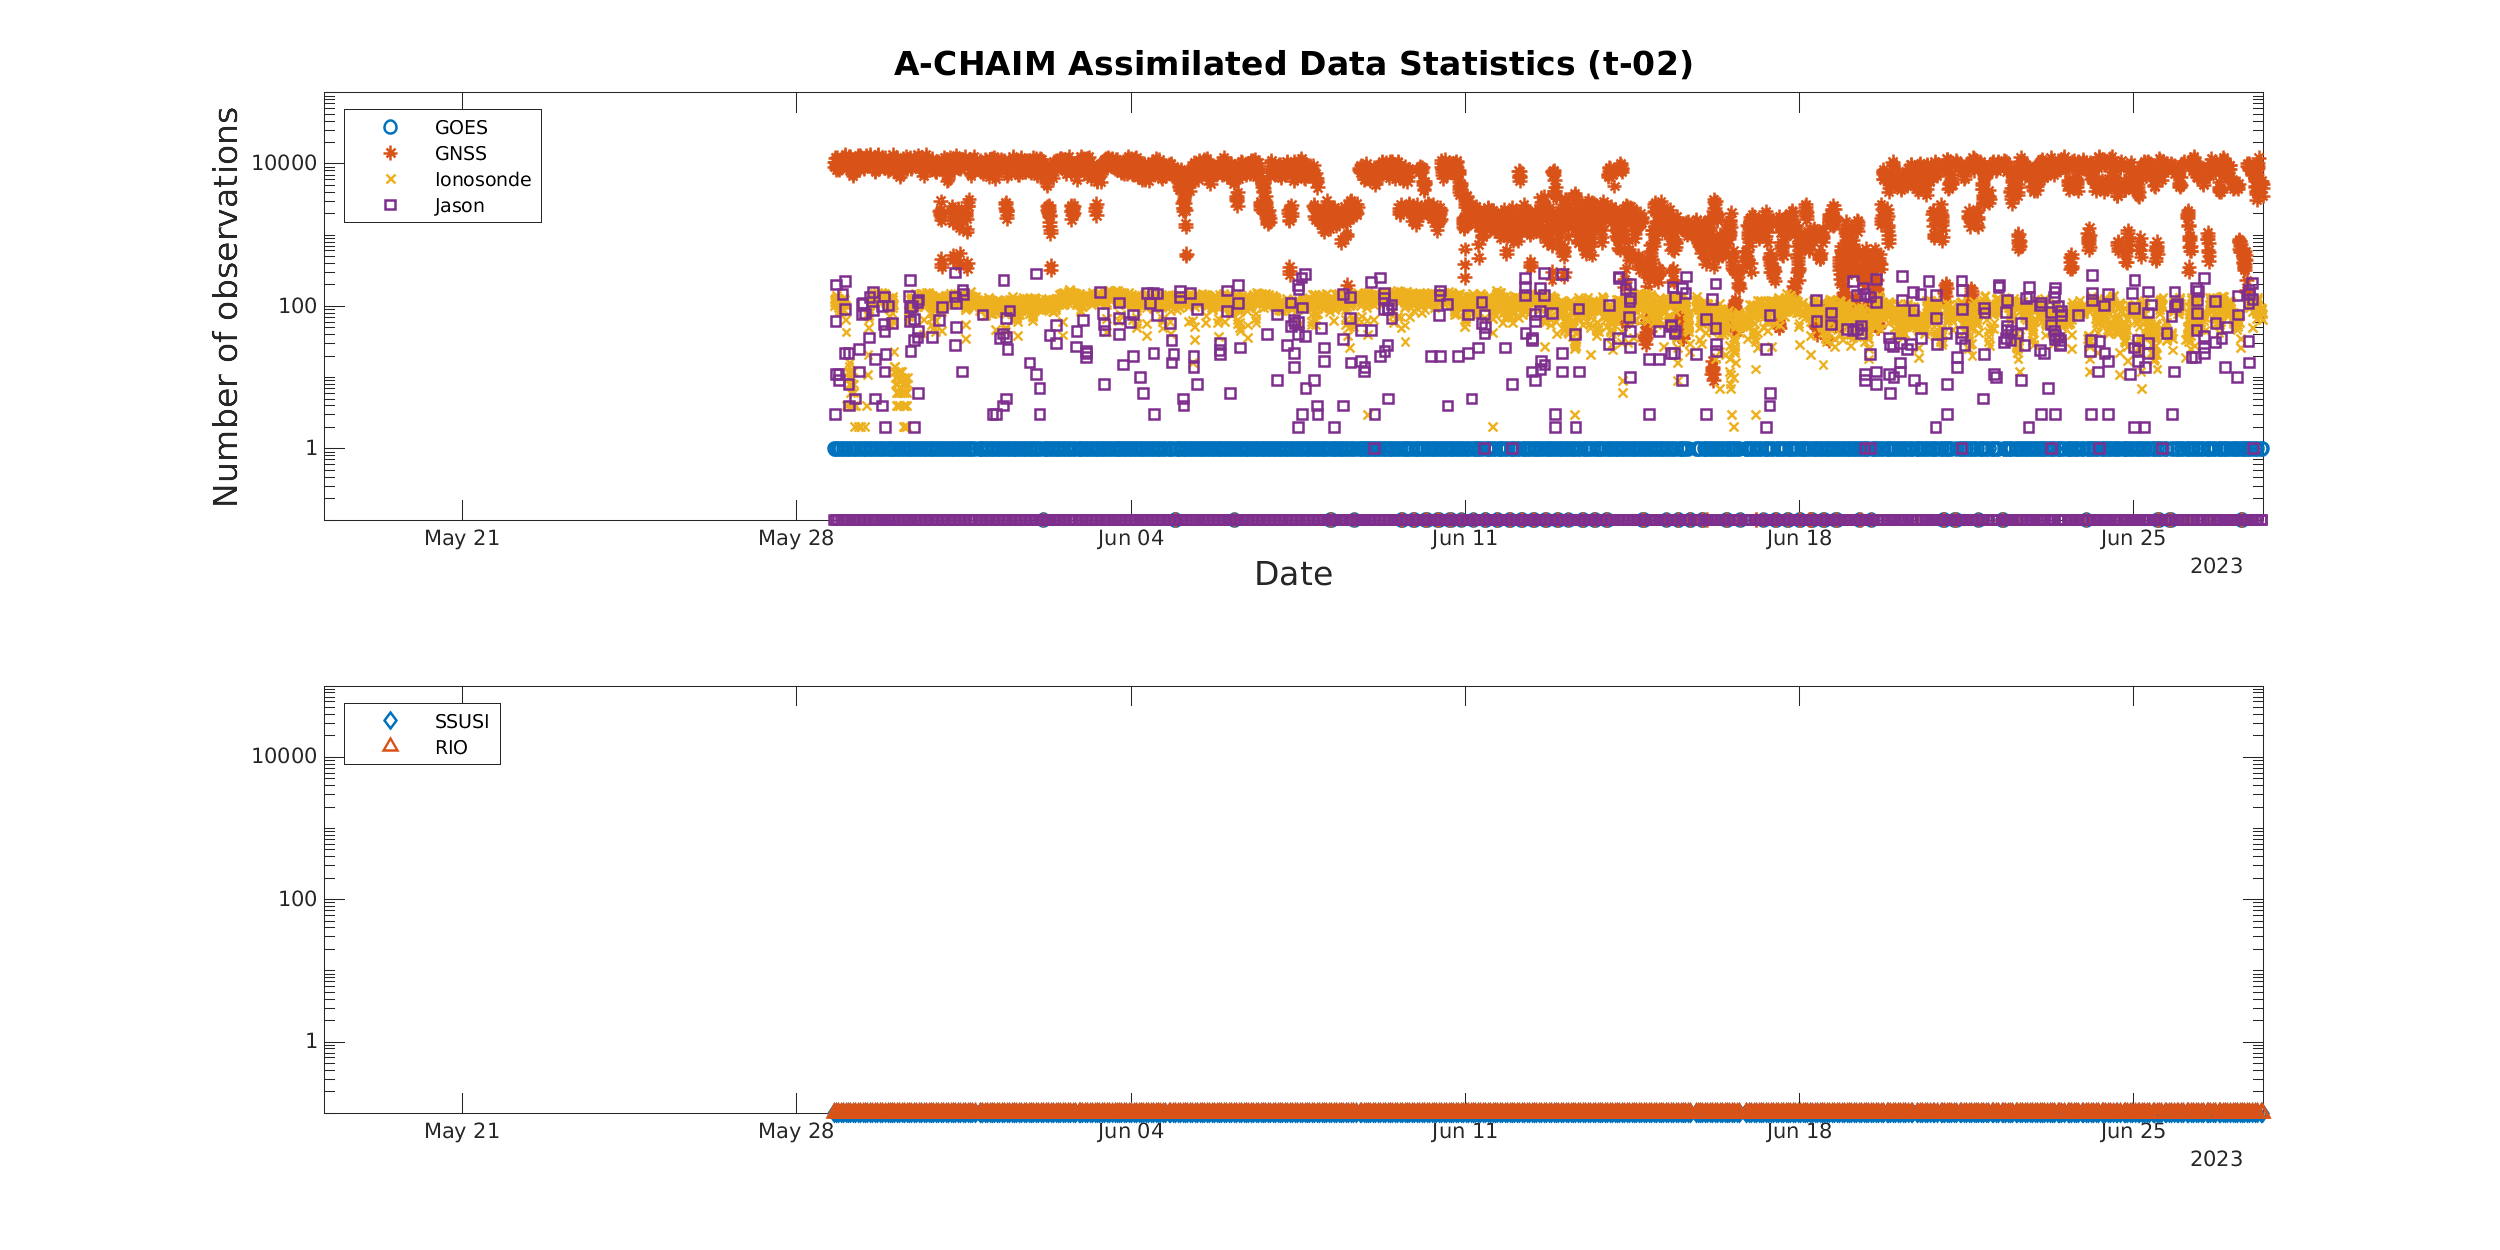 A-CHAIM Assimilated Data Statistics (t-02)
Number of observations
10000
100
1
GOES
GNSS
Ionosonde
Jason
May 21
May 28
Jun 04
Jun 11
Jun 18
Jun 25
2023
Date
10000
100
1
SSUSI
RIO
May 21
May 28
Jun 04
Jun 11
Jun 18
Jun 25
2023